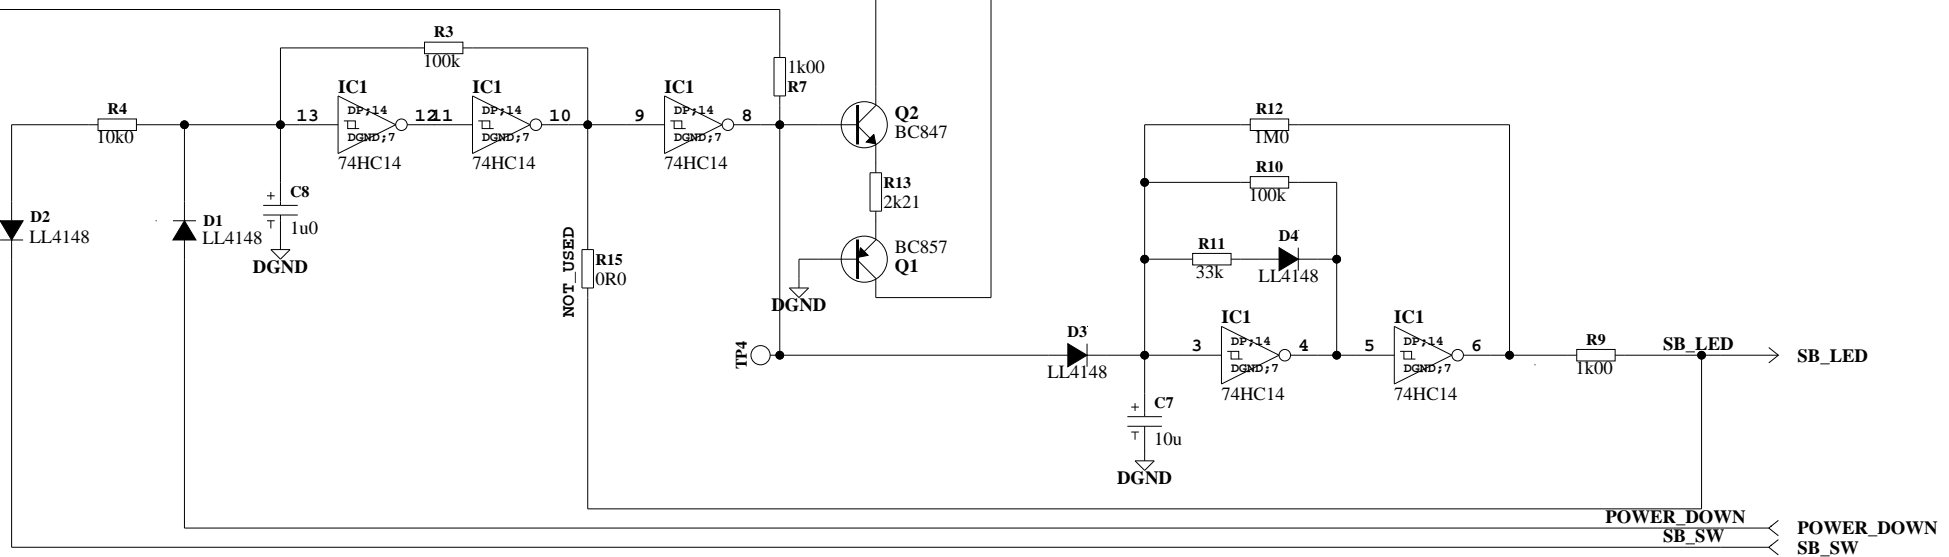 R3
100k
1k00
R7
IC1
IC1
IC1
R4
10k0
13
DP;14
DGND;7
74HC14
12
11
DP;14
DGND;7
74HC14
10
9
DP;14
DGND;7
74HC14
8
Q2
BC847
R12
1M0
R10
100k
R13
2k21
C8
1u0
DGND
D2
LL4148
D1
LL4148
NOT_USED
R15
0R0
BC857
Q1
DGND
R11
33k
D4
LL4148
TP4
D3
LL4148
IC1
3
DP;14
DGND;7
74HC14
4
IC1
5
DP;14
DGND;7
74HC14
6
R9
1k00
SB_LED
SB_LED
C7
10u
DGND
POWER_DOWN
POWER_DOWN
SB_SW
SB_SW